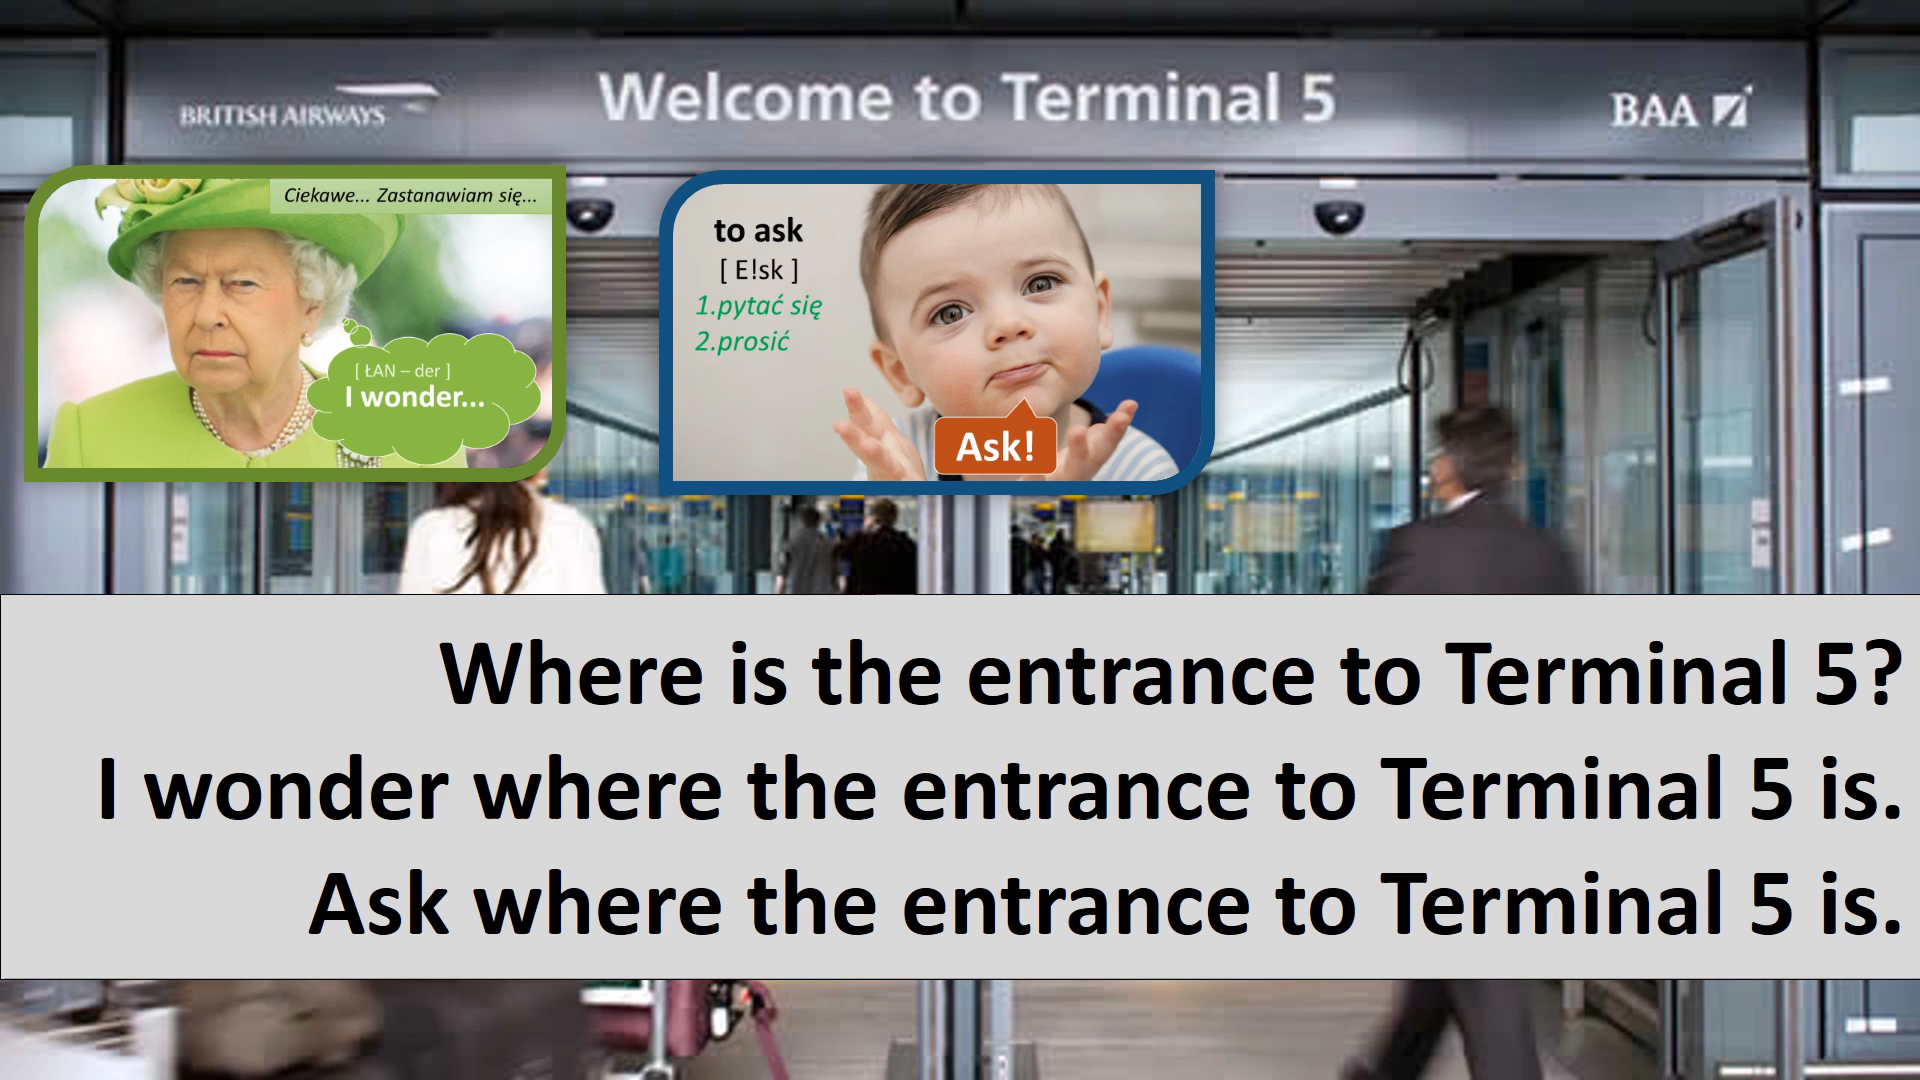 BRITISH AIRWAYS
Welcome to Terminal 5
BAA
Ciekawe... Zastanawiam się...
[ ŁAN – der ]
I wonder...
to ask
[ E!sk ]
1.pytać się
2.prosić
Ask!
Where is the entrance to Terminal 5?
I wonder where the entrance to Terminal 5 is.
Ask where the entrance to Terminal 5 is.